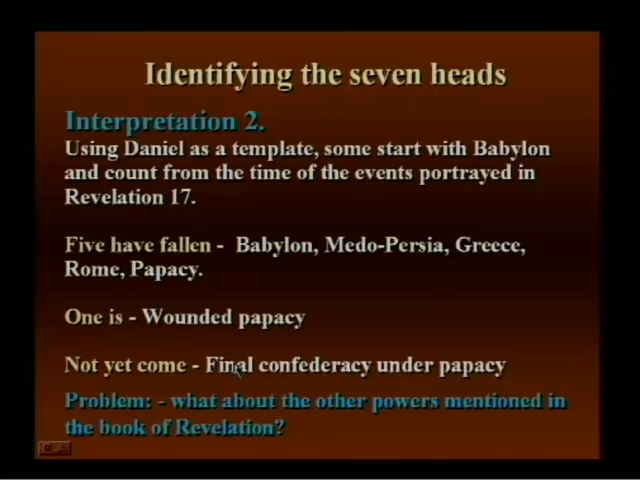 Identifying the seven heads
Interpretation 2.
Using Daniel as a template, some start with Babylon
and count from the time of the events portrayed in
Revelation 17.
Five have fallen - Babylon, Medo-Persia, Greece,
Rome, Papacy.
One is - Wounded papacy
Not yet come - Final confederacy under papacy
Problem: - what about the other powers mentioned in
the book of Revelation?